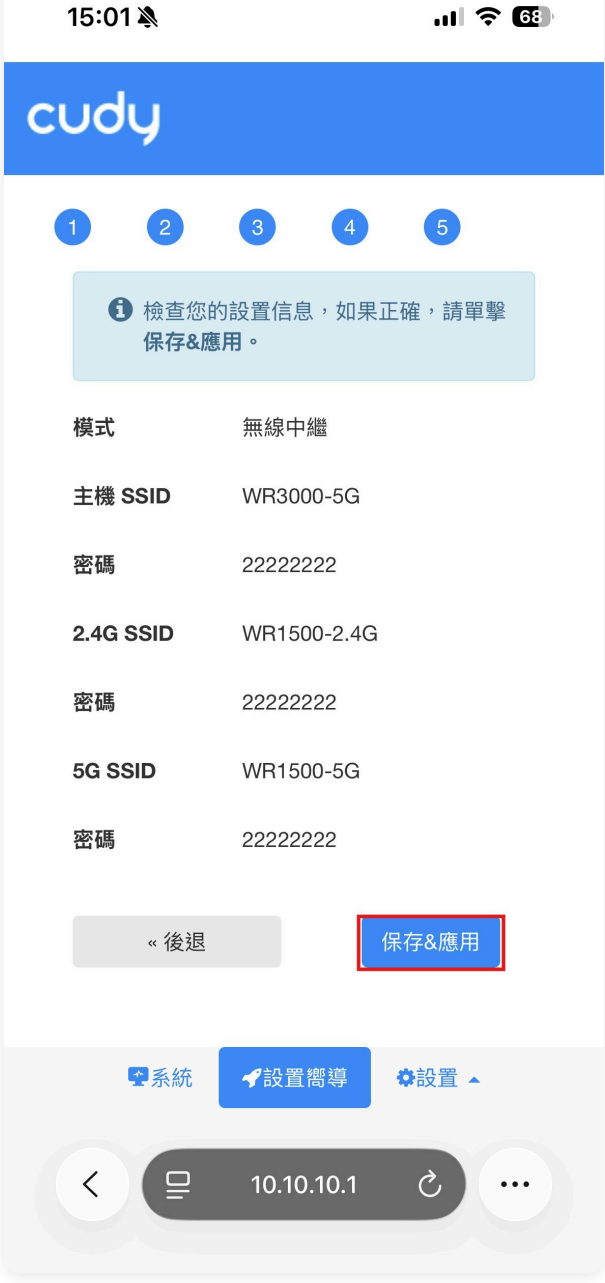 15:01
68
cudy
1 2 3 4 5
檢查您的設置信息，如果正確，請單擊
保存&應用。
模式 無線中繼
主機 SSID WR3000-5G
密碼 22222222
2.4G SSID WR1500-2.4G
密碼 22222222
5G SSID WR1500-5G
密碼 22222222
« 後退 保存&應用
系統 設置嚮導 設置
10.10.10.1